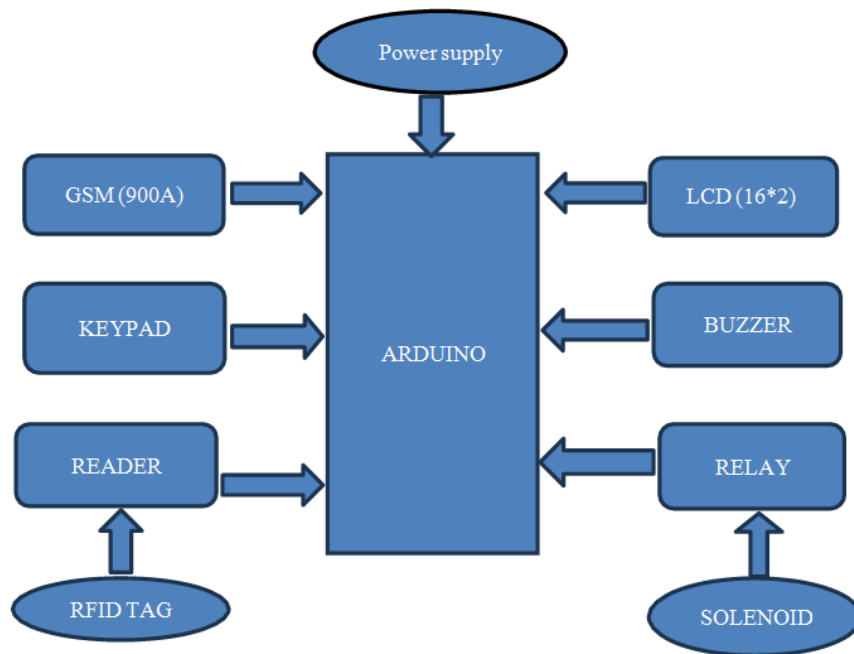 Power supply
GSM (900A)
LCD (16*2)
KEYPAD
BUZZER
ARDUINO
READER
RELAY
RFID TAG
SOLENOID